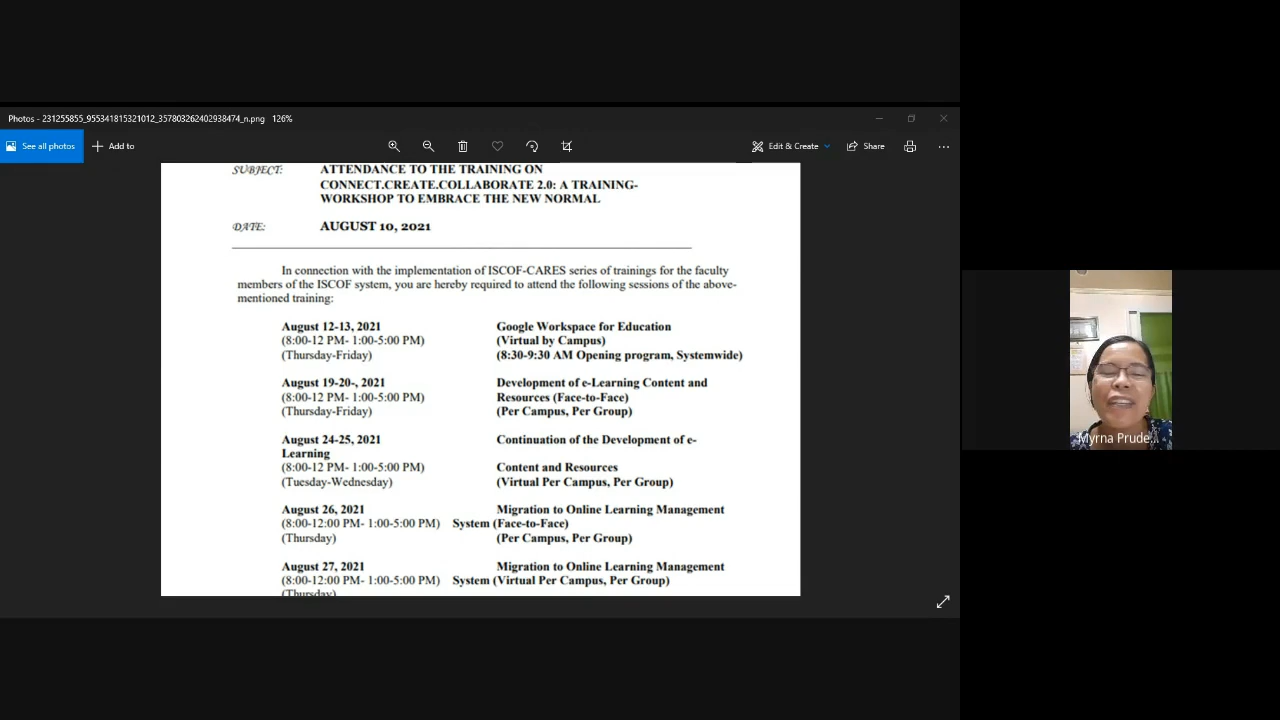 Photos - 231255855_955341815321012_357803262402938474_n.png 126%
See all photos
Add to
Edit & Create
Share
SUBJECT: ATTENDANCE TO THE TRAINING ON
CONNECT.CREATE.COLLABORATE 2.0: A TRAINING-
WORKSHOP TO EMBRACE THE NEW NORMAL
DATE: AUGUST 10, 2021
In connection with the implementation of ISCOF-CARES series of trainings for the faculty
members of the ISCOF system, you are hereby required to attend the following sessions of the above-
mentioned training:
August 12-13, 2021 Google Workspace for Education
(8:00-12 PM- 1:00-5:00 PM) (Virtual by Campus)
(Thursday-Friday) (8:30-9:30 AM Opening program, Systemwide)
August 19-20-, 2021 Development of e-Learning Content and
(8:00-12 PM- 1:00-5:00 PM) Resources (Face-to-Face)
(Thursday-Friday) (Per Campus, Per Group)
August 24-25, 2021 Continuation of the Development of e-
Learning
(8:00-12 PM- 1:00-5:00 PM) Content and Resources
(Tuesday-Wednesday) (Virtual Per Campus, Per Group)
August 26, 2021 Migration to Online Learning Management
(8:00-12:00 PM- 1:00-5:00 PM) System (Face-to-Face)
(Thursday) (Per Campus, Per Group)
August 27, 2021 Migration to Online Learning Management
(8:00-12:00 PM- 1:00-5:00 PM) System (Virtual Per Campus, Per Group)
(Thursday)
Myrna Prude...